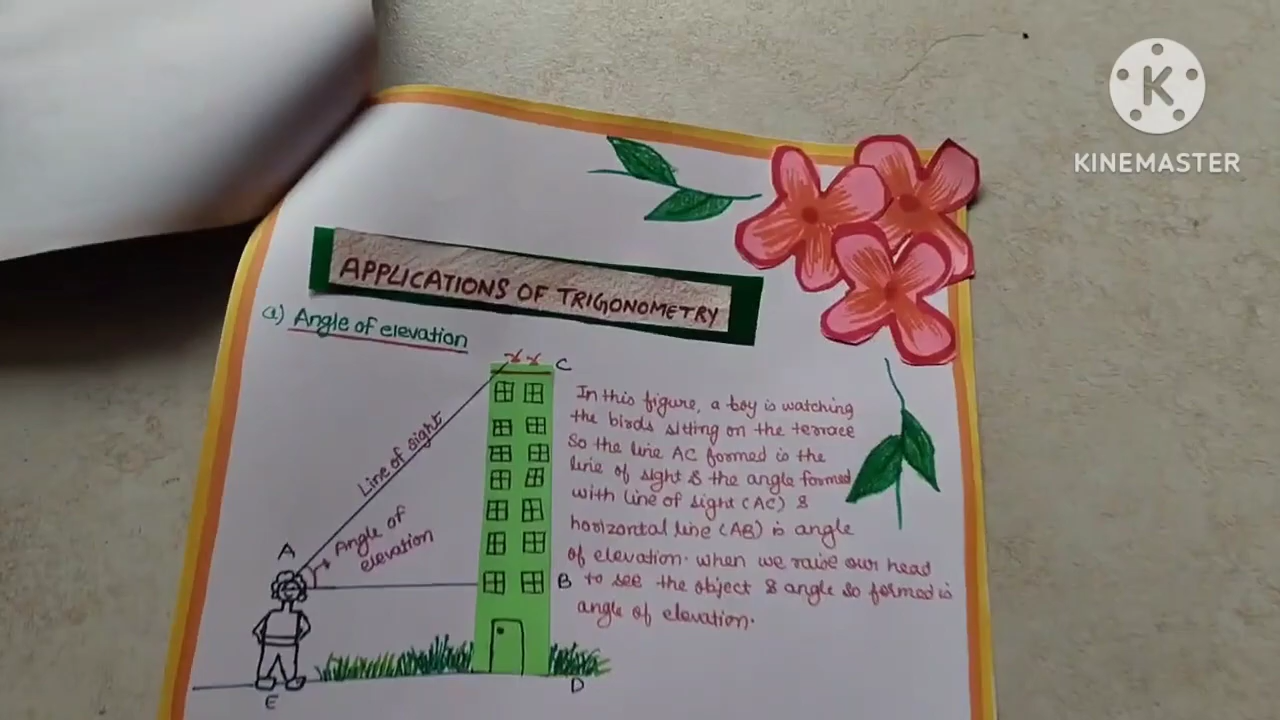 K
KINEMASTER
APPLICATIONS OF TRIGONOMETRY
a) Angle of elevation
C
Line of sight
A
Angle of
elevation
B
E
D
In this figure, a boy is watching
the birds sitting on the terrace
so the line AC formed is the
line of sight & the angle formed
with line of sight (AC) &
horizontal line (AB) is angle
of elevation. when we raise our head
to see the object & angle so formed is
angle of elevation.